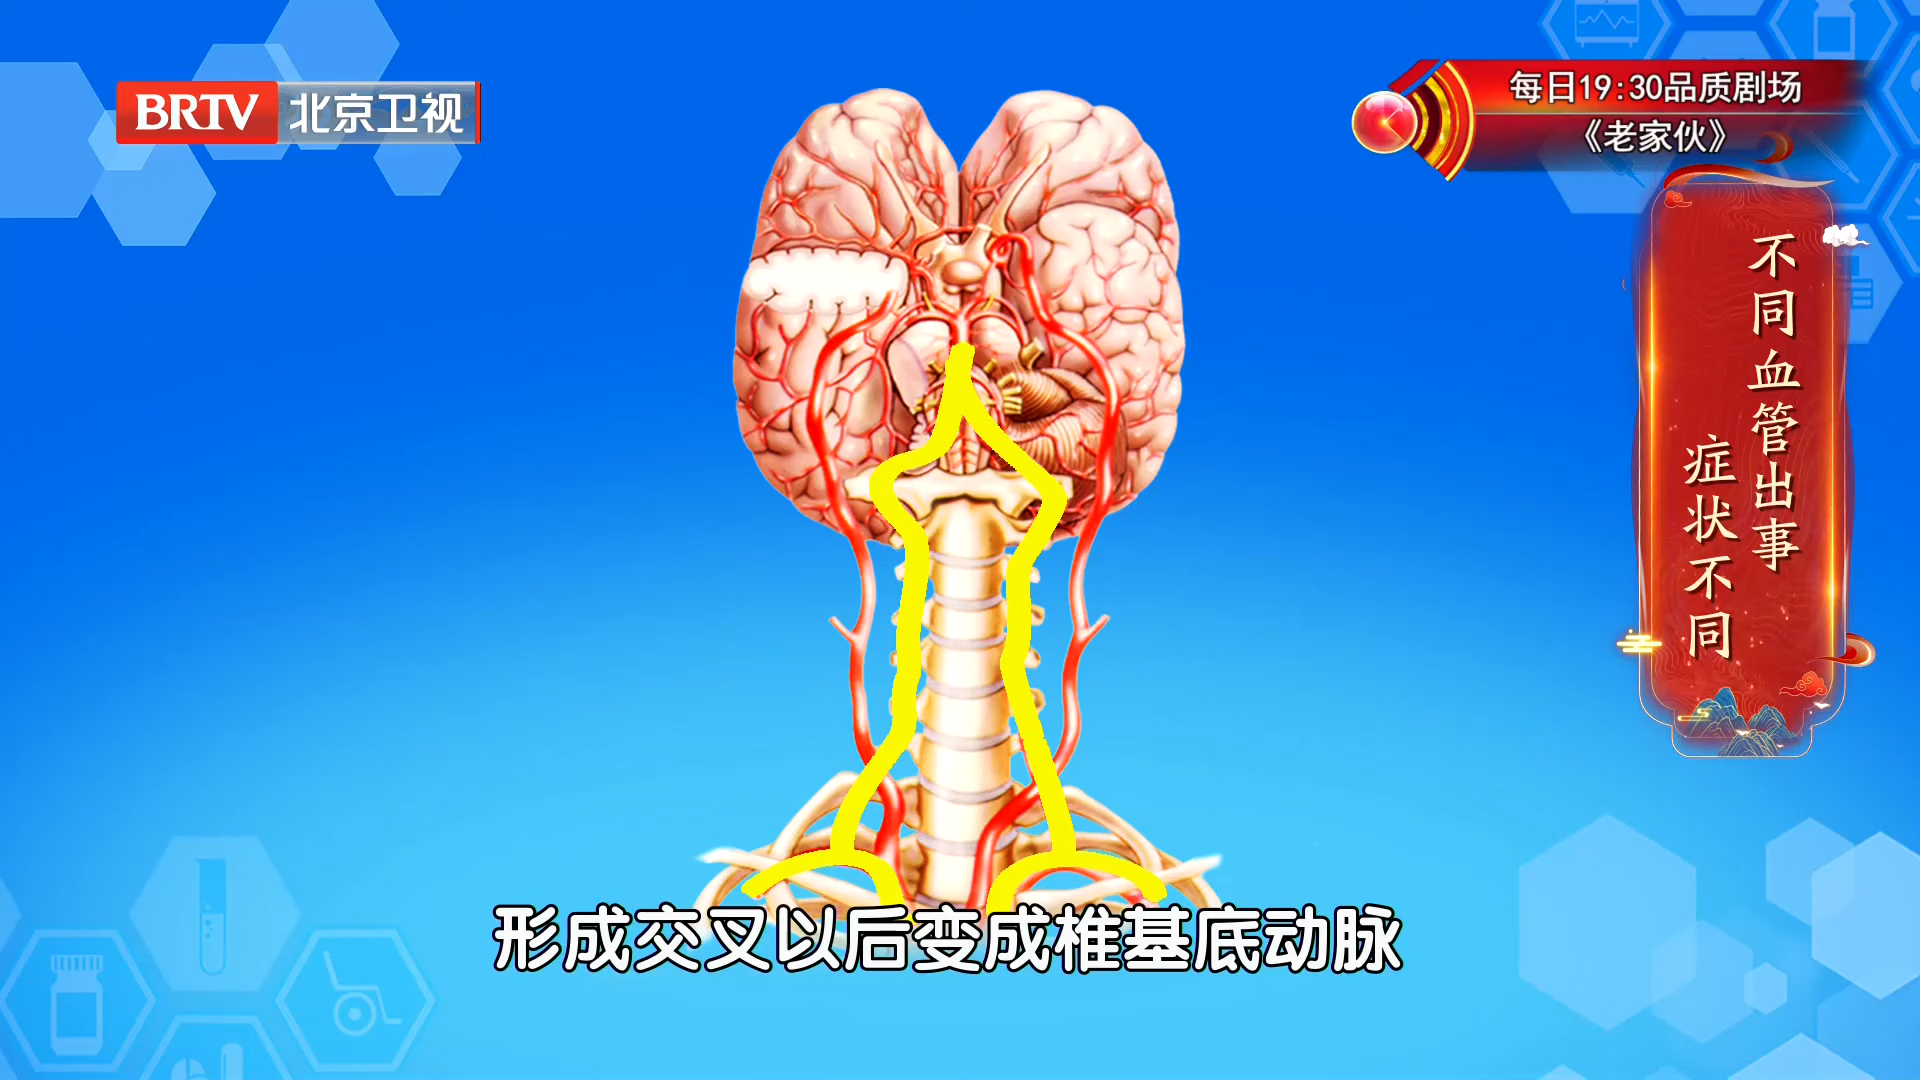 BRTV 北京卫视
每日19:30品质剧场
《老家伙》
不同血管出事
症状不同
形成交叉以后变成椎基底动脉